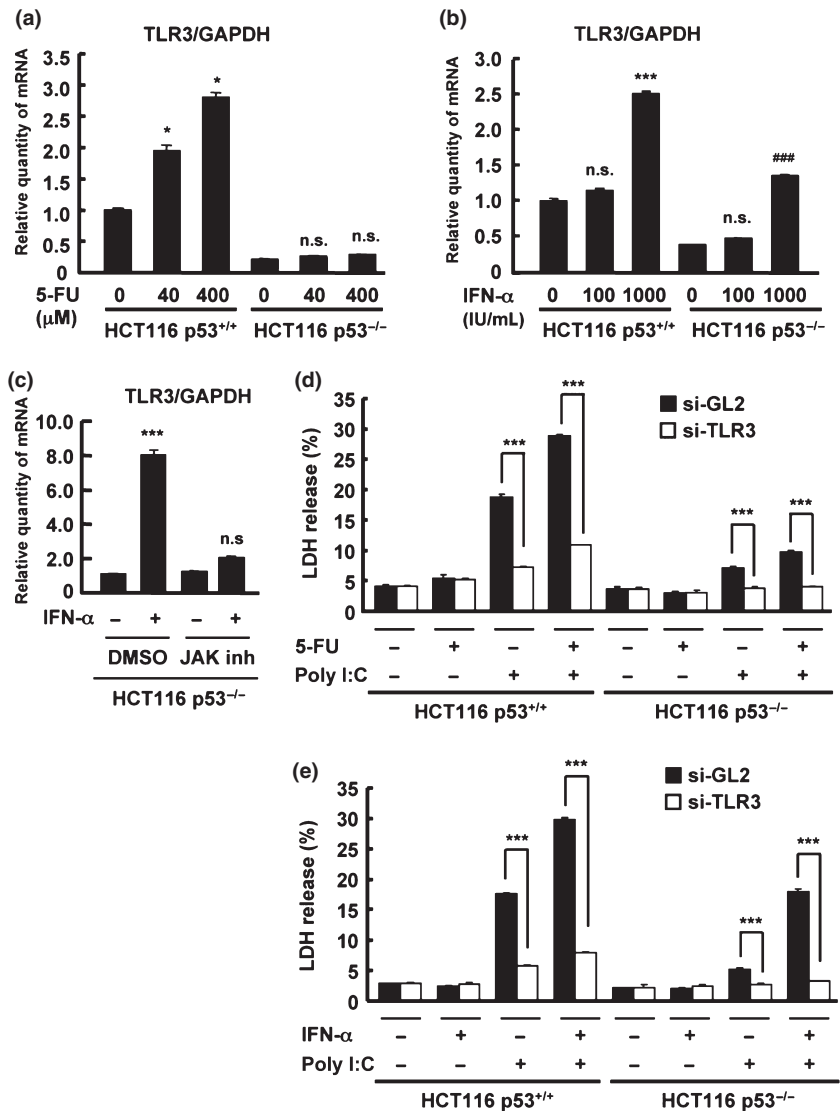 (a)
TLR3/GAPDH
Relative quantity of mRNA
3.5
3.0
2.5
2.0
1.5
1.0
0.5
0
*
*
n.s.
n.s.
5-FU 0 40 400 0 40 400
(μM)
HCT116 p53+/+ HCT116 p53−/−
(b)
TLR3/GAPDH
Relative quantity of mRNA
3.0
2.5
2.0
1.5
1.0
0.5
0
n.s.
***
n.s.
###
IFN-α 0 100 1000 0 100 1000
(IU/mL)
HCT116 p53+/+ HCT116 p53−/−
(c)
TLR3/GAPDH
Relative quantity of mRNA
10.0
8.0
6.0
4.0
2.0
0
***
n.s
IFN-α − + − +
DMSO JAK inh
HCT116 p53−/−
(d)
LDH release (%)
35
30
25
20
15
10
5
0
si-GL2
si-TLR3
***
***
***
***
5-FU − + − + − + − +
Poly I:C − − + + − − + +
HCT116 p53+/+ HCT116 p53−/−
(e)
LDH release (%)
35
30
25
20
15
10
5
0
si-GL2
si-TLR3
***
***
***
***
IFN-α − + − + − + − +
Poly I:C − − + + − − + +
HCT116 p53+/+ HCT116 p53−/−